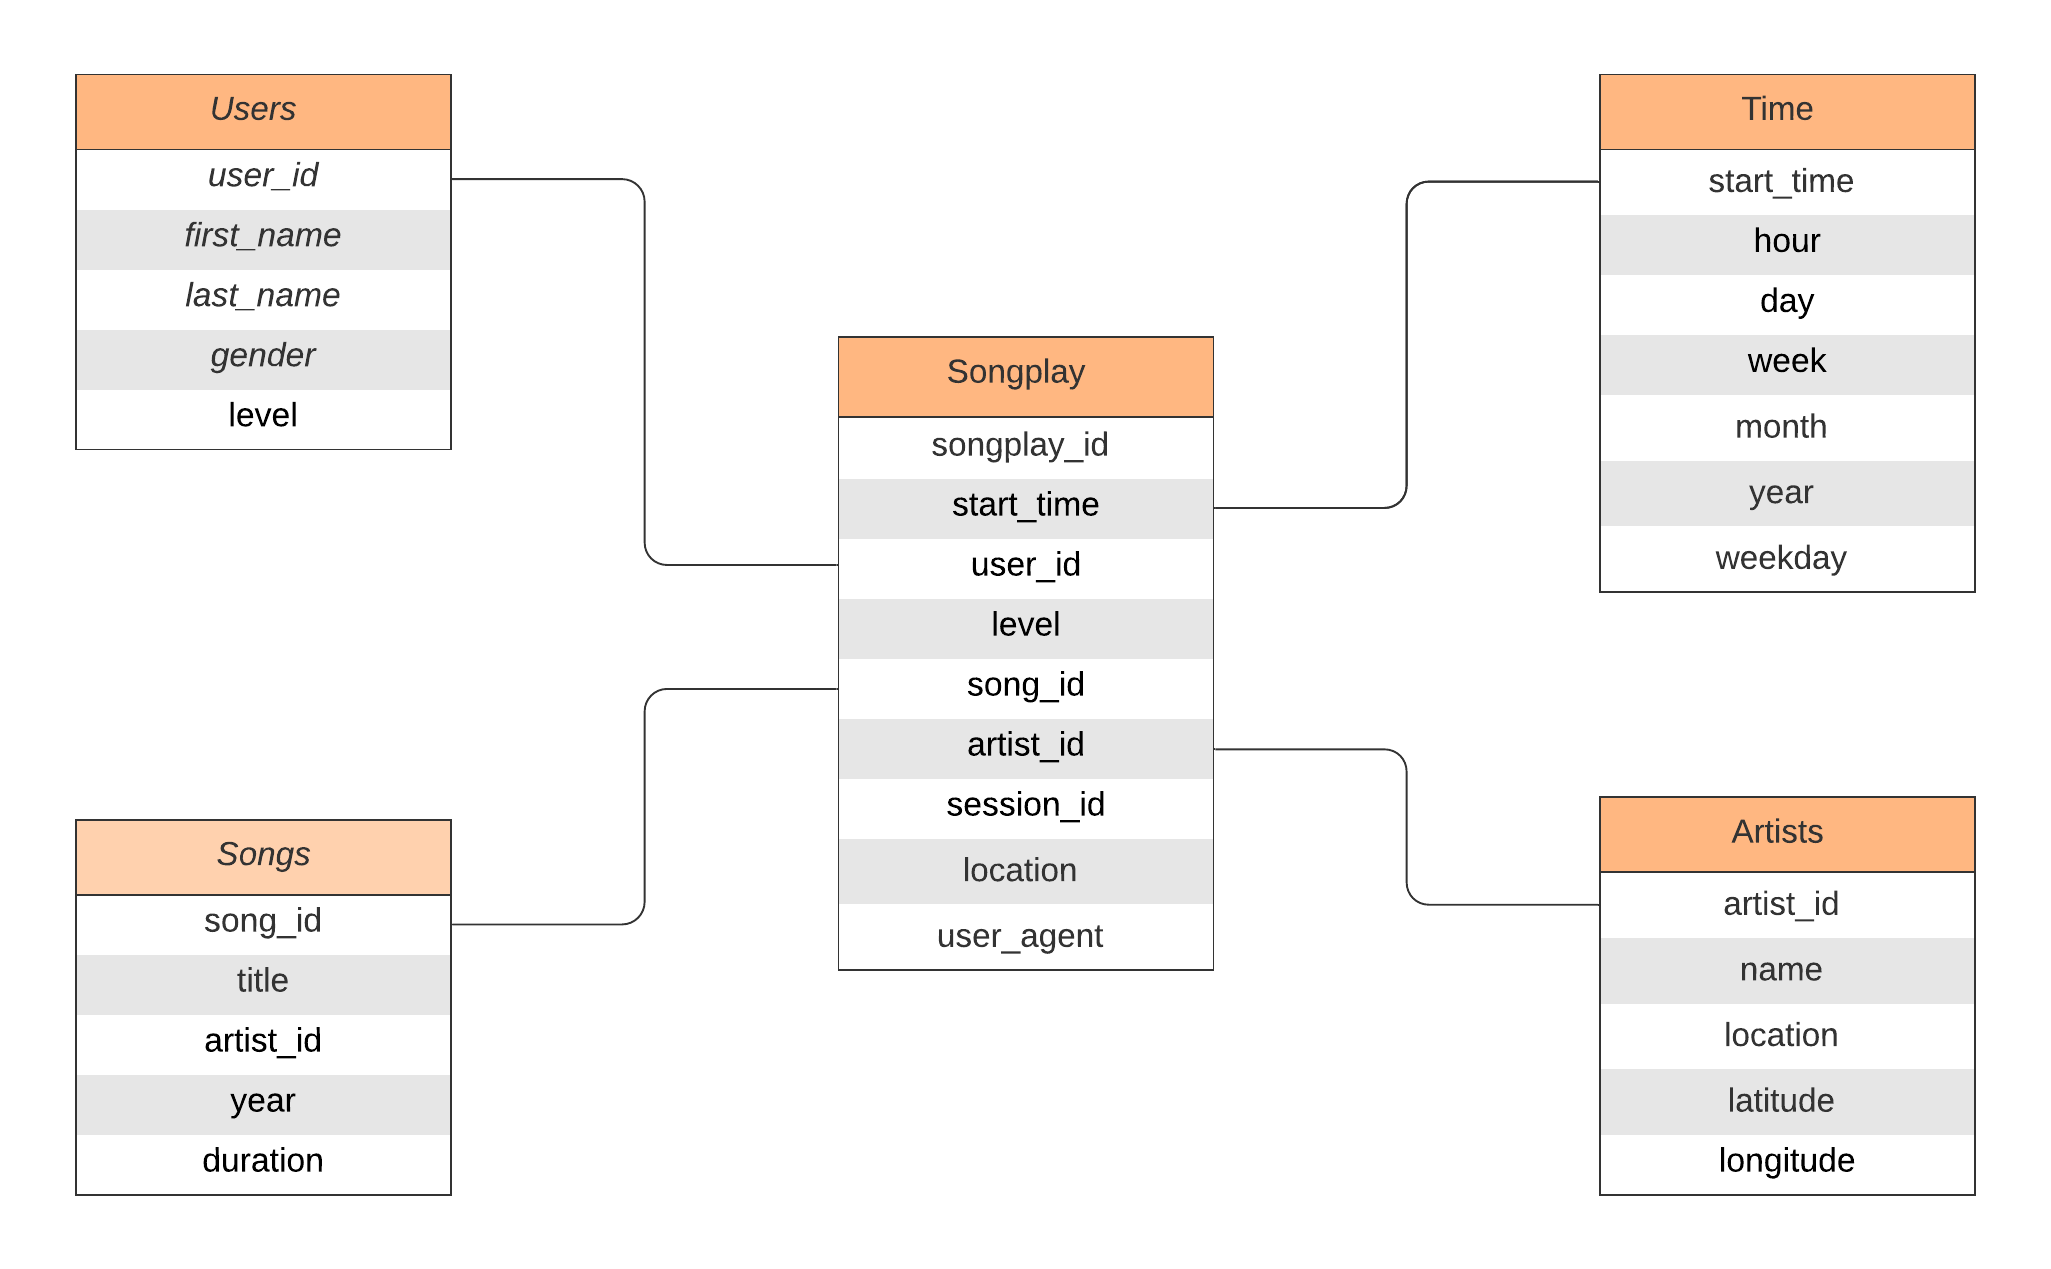 Users
user_id
first_name
last_name
gender
level
Songs
song_id
title
artist_id
year
duration
Songplay
songplay_id
start_time
user_id
level
song_id
artist_id
session_id
location
user_agent
Time
start_time
hour
day
week
month
year
weekday
Artists
artist_id
name
location
latitude
longitude